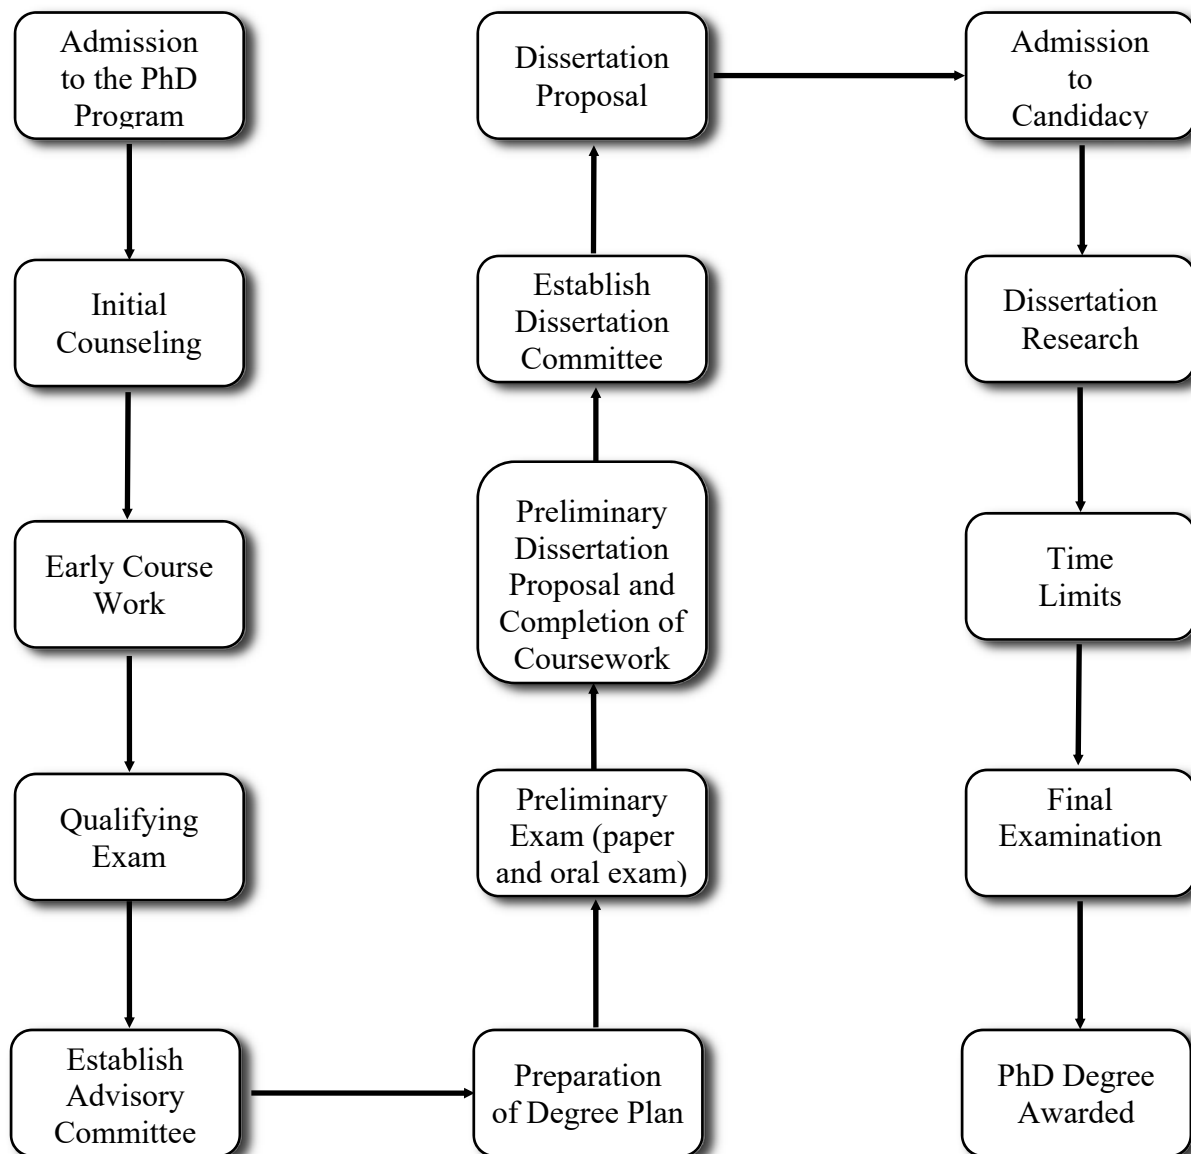 Admission
to the PhD
Program
Initial
Counseling
Early Course
Work
Qualifying
Exam
Establish
Advisory
Committee
Preparation
of Degree Plan
Preliminary
Exam (paper
and oral exam)
Preliminary
Dissertation
Proposal and
Completion of
Coursework
Establish
Dissertation
Committee
Dissertation
Proposal
Admission
to
Candidacy
Dissertation
Research
Time
Limits
Final
Examination
PhD Degree
Awarded